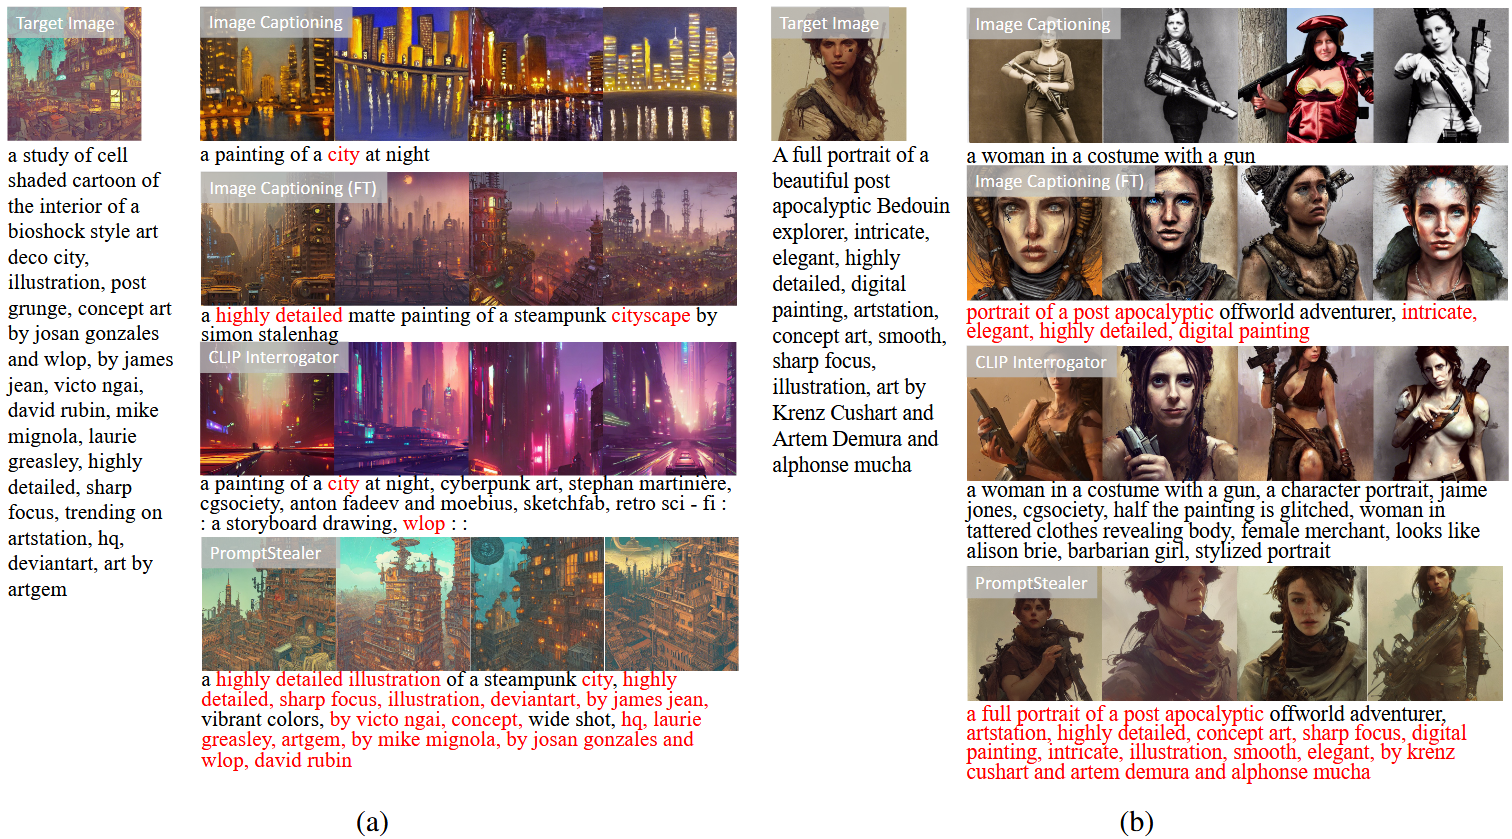 Target Image
a study of cell
shaded cartoon of
the interior of a
bioshock style art
deco city,
illustration, post
grunge, concept art
by josan gonzales
and wlop, by james
jean, victo ngai,
david rubin, mike
mignola, laurie
greasley, highly
detailed, sharp
focus, trending on
artstation, hq,
deviantart, art by
artgem
Image Captioning
a painting of a city at night
Image Captioning (FT)
a highly detailed matte painting of a steampunk cityscape by
simon stalenhag
CLIP Interrogator
a painting of a city at night, cyberpunk art, stephan martinière,
cgsociety, anton fadeev and moebius, sketchfab, retro sci - fi :
: a storyboard drawing, wlop : :
PromptStealer
a highly detailed illustration of a steampunk city, highly
detailed, sharp focus, illustration, deviantart, by james jean,
vibrant colors, by victo ngai, concept, wide shot, hq, laurie
greasley, artgem, by mike mignola, by josan gonzales and
wlop, david rubin
(a)
Target Image
A full portrait of a
beautiful post
apocalyptic Bedouin
explorer, intricate,
elegant, highly
detailed, digital
painting, artstation,
concept art, smooth,
sharp focus,
illustration, art by
Krenz Cushart and
Artem Demura and
alphonse mucha
Image Captioning
a woman in a costume with a gun
Image Captioning (FT)
portrait of a post apocalyptic offworld adventurer, intricate,
elegant, highly detailed, digital painting
CLIP Interrogator
a woman in a costume with a gun, a character portrait, jaime
jones, cgsociety, half the painting is glitched, woman in
tattered clothes revealing body, female merchant, looks like
alison brie, barbarian girl, stylized portrait
PromptStealer
a full portrait of a post apocalyptic offworld adventurer,
artstation, highly detailed, concept art, sharp focus, digital
painting, intricate, illustration, smooth, elegant, by krenz
cushart and artem demura and alphonse mucha
(b)